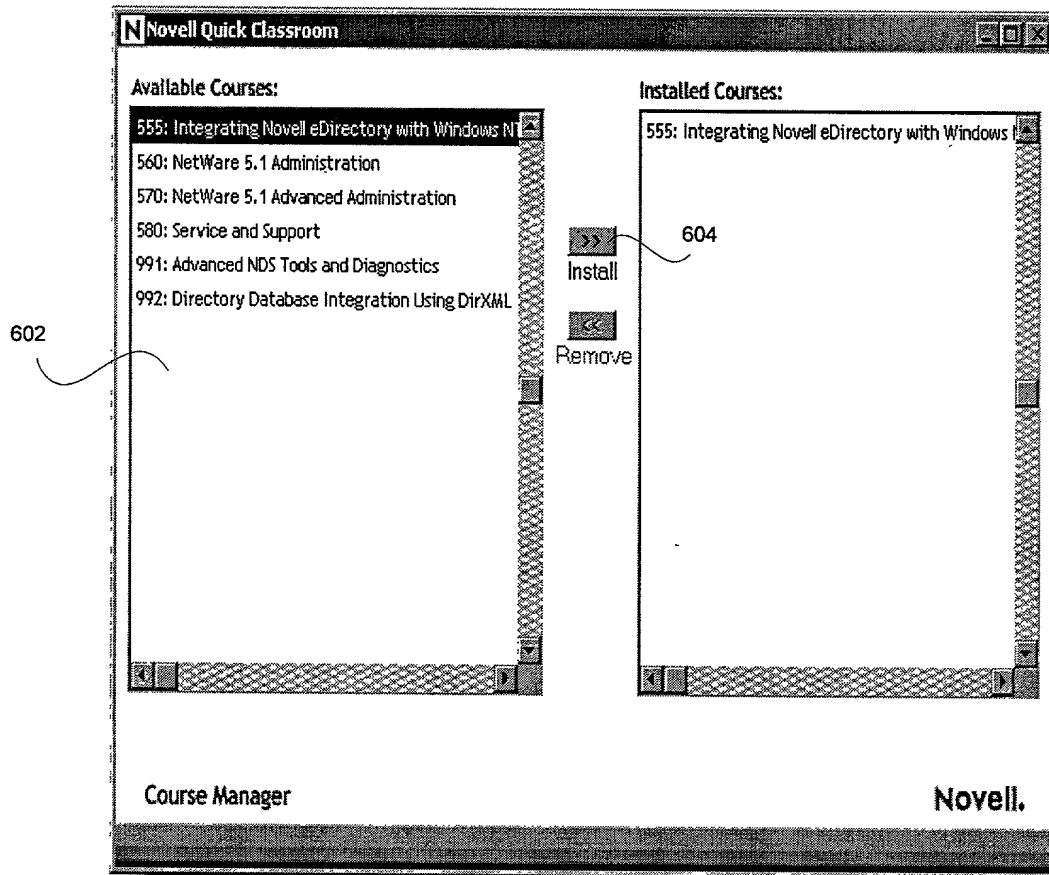 N Novell Quick Classroom
Available Courses:
555: Integrating Novell eDirectory with Windows NT
560: NetWare 5.1 Administration
570: NetWare 5.1 Advanced Administration
580: Service and Support
991: Advanced NDS Tools and Diagnostics
992: Directory Database Integration Using DirXML
602
>>
Install
604
<<
Remove
Installed Courses:
555: Integrating Novell eDirectory with Windows
Course Manager
Novell.